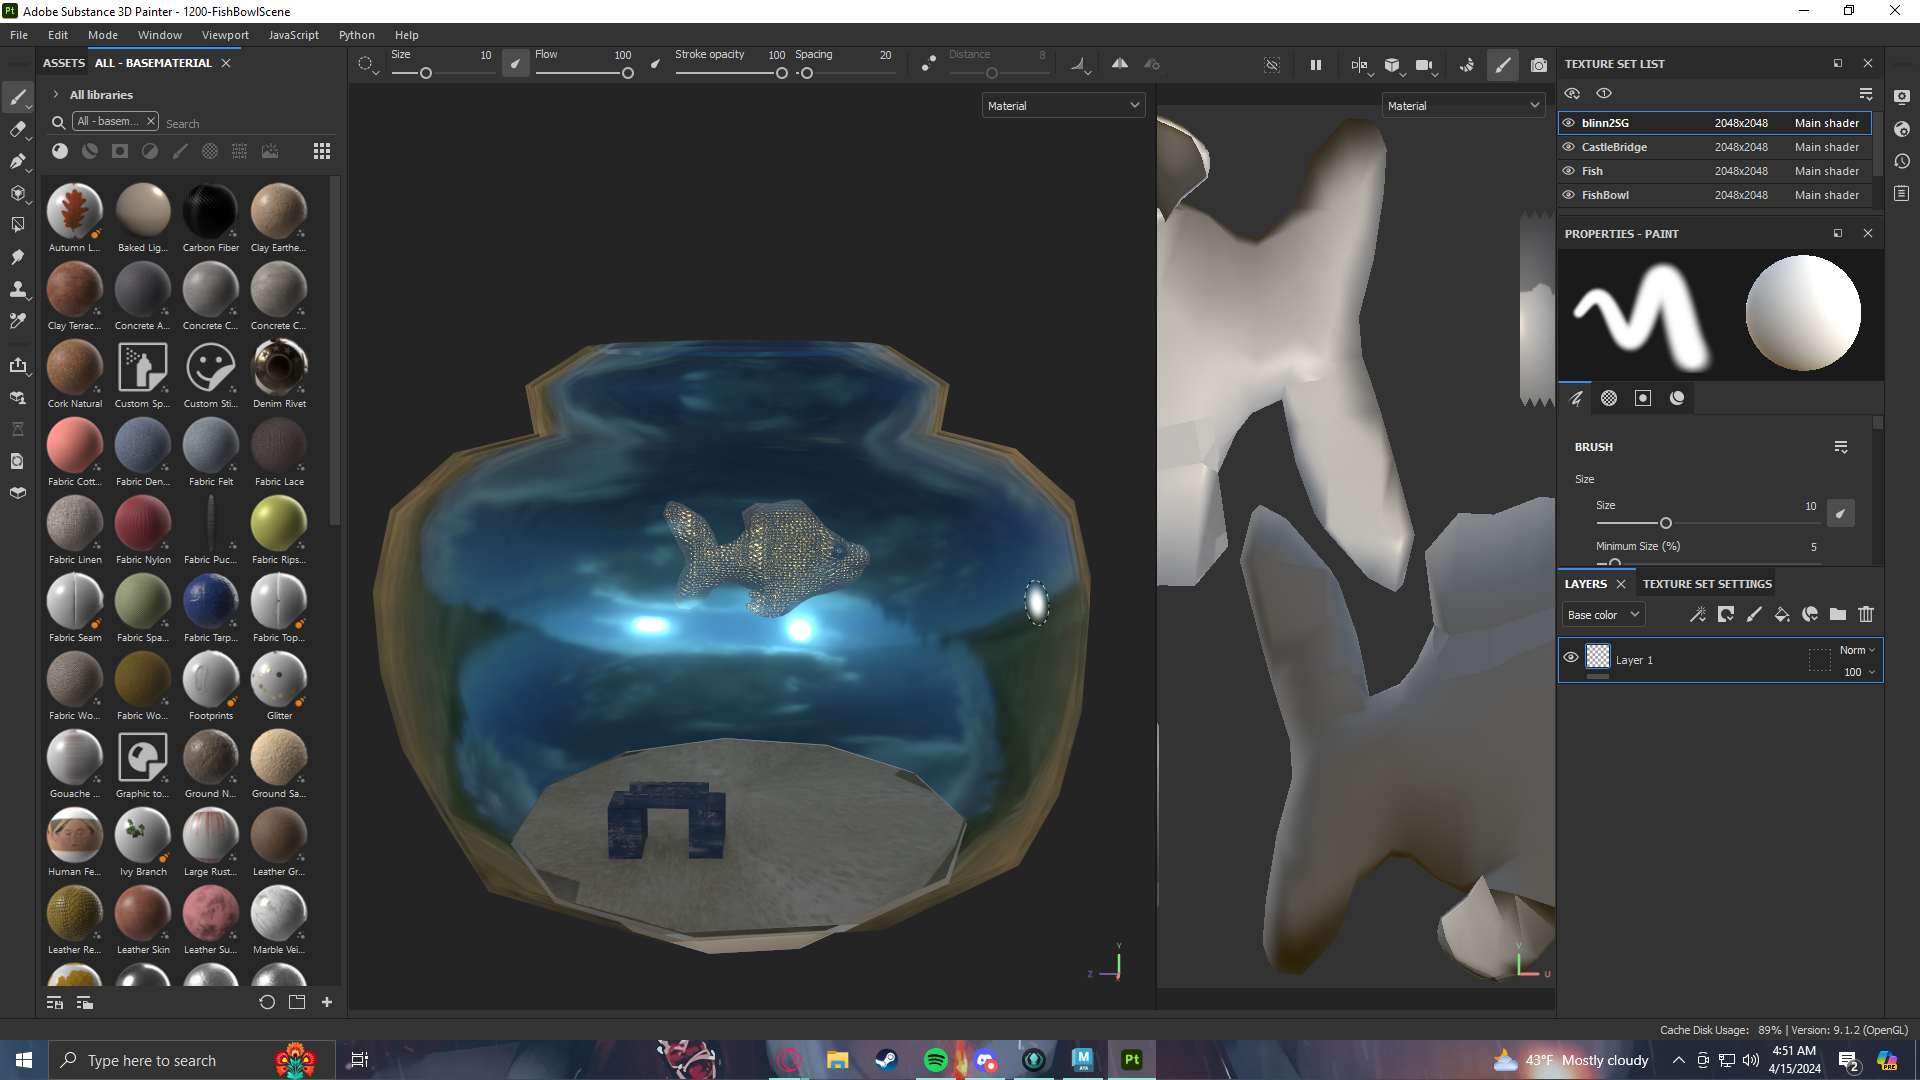 Pt Adobe Substance 3D Painter - 1200-FishBowlScene
File Edit Mode Window Viewport JavaScript Python Help
ASSETS ALL - BASEMATERIAL
Size 10 Flow 100 Stroke opacity 100 Spacing 20 Distance 8
All libraries
All - basem... Search
Material
Material
Autumn L... Baked Lig... Carbon Fiber Clay Earthe...
Clay Terrac... Concrete A... Concrete C... Concrete C...
Cork Natural Custom Sp... Custom Sti... Denim Rivet
Fabric Cott... Fabric Den... Fabric Felt Fabric Lace
Fabric Linen Fabric Nylon Fabric Puc... Fabric Rips...
Fabric Seam Fabric Spa... Fabric Tarp... Fabric Top...
Fabric Wo... Fabric Wo... Footprints Glitter
Gouache ... Graphic to... Ground N... Ground Sa...
Human Fe... Ivy Branch Large Rust... Leather Gr...
Leather Re... Leather Skin Leather Su... Marble Vei...
Y
Z
X
V
U
TEXTURE SET LIST
blinn2SG 2048x2048 Main shader
CastleBridge 2048x2048 Main shader
Fish 2048x2048 Main shader
FishBowl 2048x2048 Main shader
PROPERTIES - PAINT
BRUSH
Size
Size 10
Minimum Size (%) 5
LAYERS TEXTURE SET SETTINGS
Base color
Layer 1 Norm
100
Cache Disk Usage: 89% | Version: 9.1.2 (OpenGL)
Type here to search
M
Pt
43°F Mostly cloudy
4:51 AM
4/15/2024
2
PRE